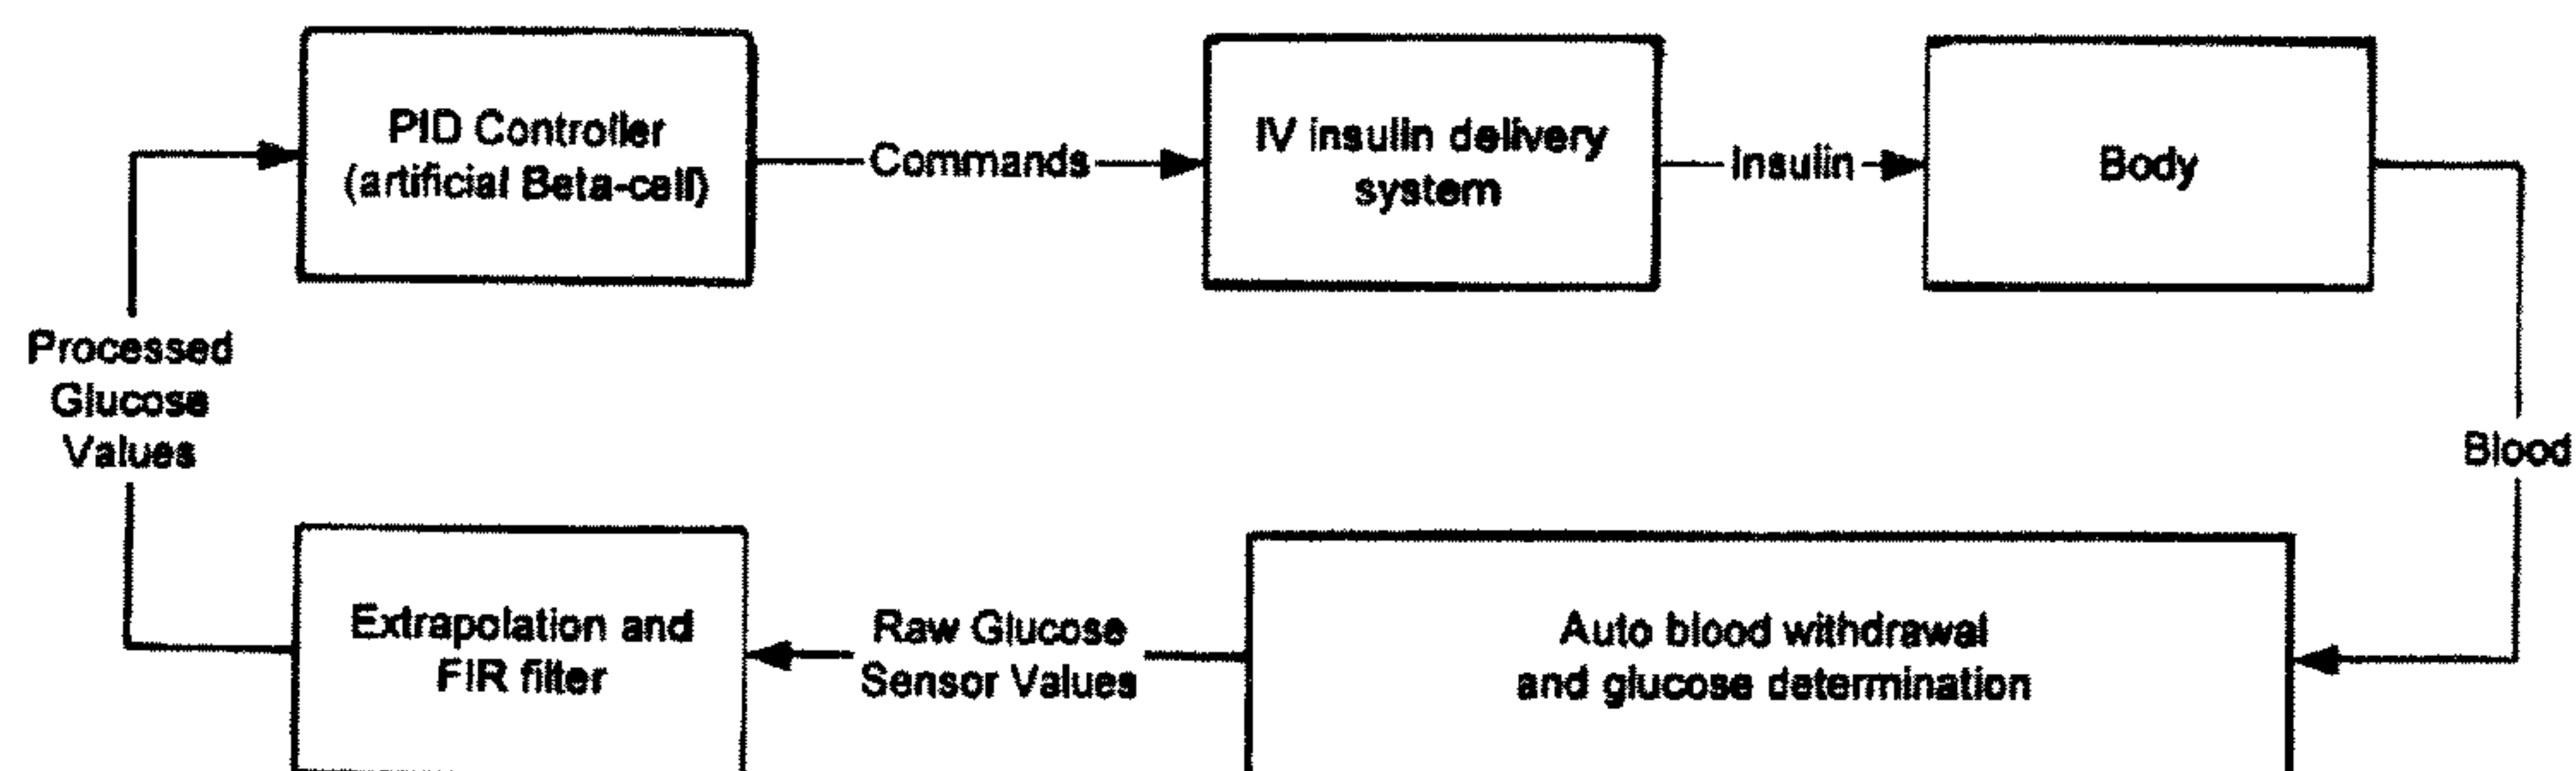 PID Controller
(artificial Beta-cell)
Commands
IV insulin delivery
system
Insulin
Body
Processed
Glucose
Values
Blood
Extrapolation and
FIR filter
Raw Glucose
Sensor Values
Auto blood withdrawal
and glucose determination